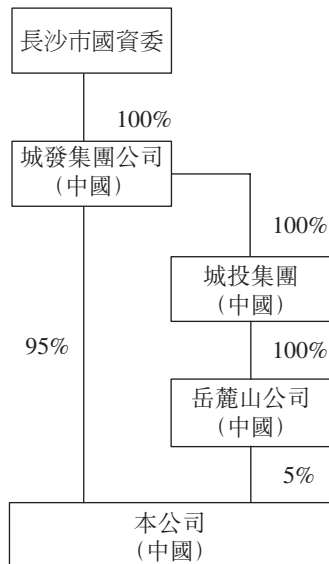 長沙市國資委
100%
城發集團公司
（中國）
100%
城投集團
（中國）
95%
100%
岳麓山公司
（中國）
5%
本公司
（中國）